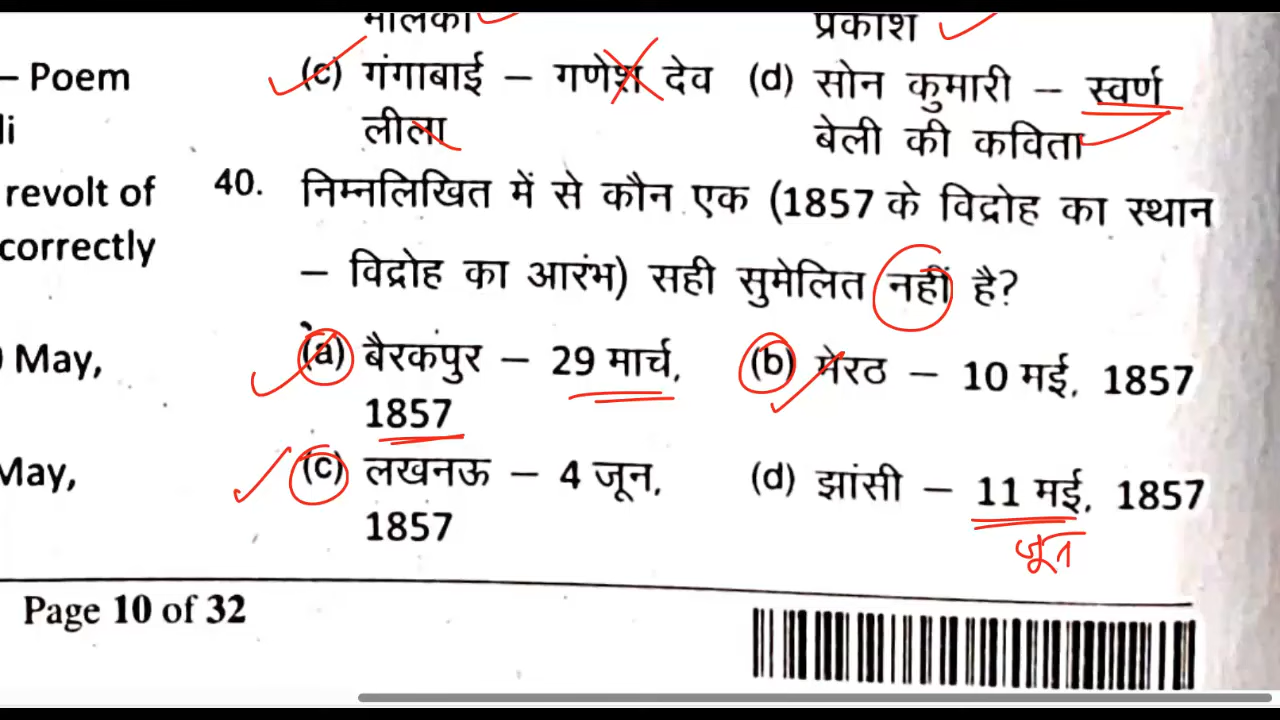 मालिका
प्रकाश
– Poem
(c) गंगाबाई – गणेश देव
(d) सोन कुमारी – स्वर्ण
li
लीला
बेली की कविता
revolt of
40. निम्नलिखित में से कौन एक (1857 के विद्रोह का स्थान
correctly
– विद्रोह का आरंभ) सही सुमेलित नहीं है?
May,
(a) बैरकपुर – 29 मार्च,
(b) मेरठ – 10 मई, 1857
1857
May,
(c) लखनऊ – 4 जून,
(d) झांसी – 11 मई, 1857
1857
जून
Page 10 of 32